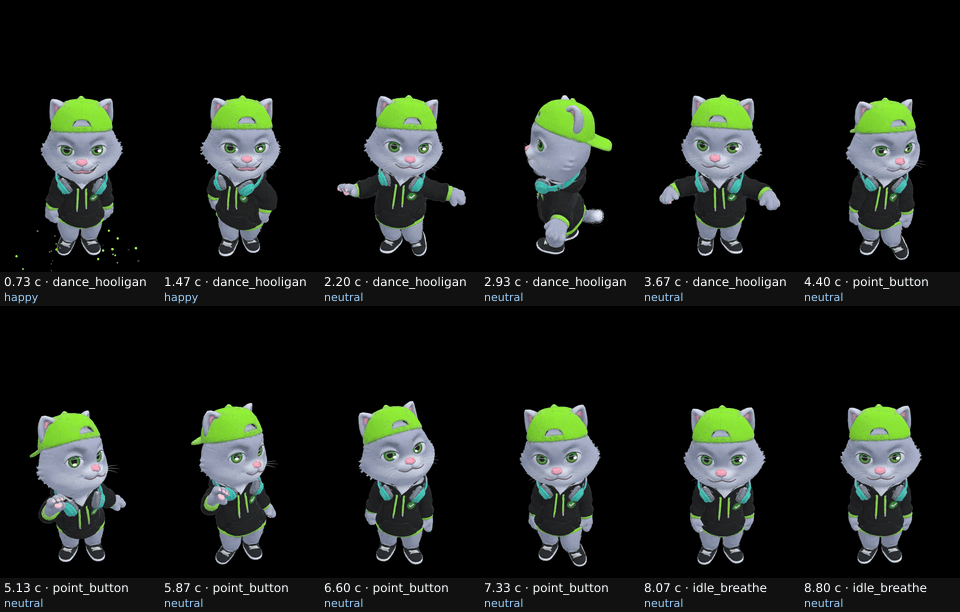 0.73 с · dance_hooligan
happy
1.47 с · dance_hooligan
happy
2.20 с · dance_hooligan
neutral
2.93 с · dance_hooligan
neutral
3.67 с · dance_hooligan
neutral
4.40 с · point_button
neutral
5.13 с · point_button
neutral
5.87 с · point_button
neutral
6.60 с · point_button
neutral
7.33 с · point_button
neutral
8.07 с · idle_breathe
neutral
8.80 с · idle_breathe
neutral